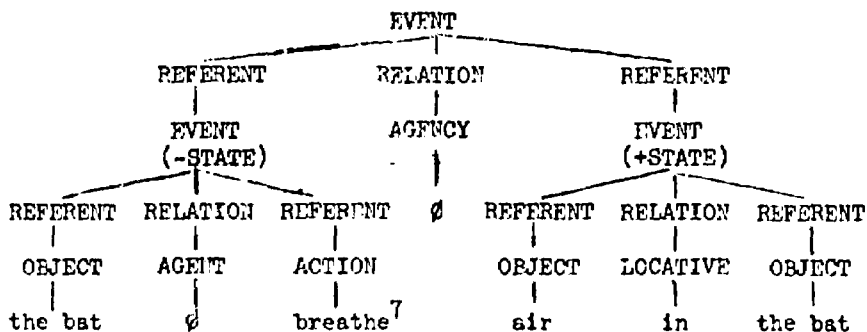 EVENT
REFERENT RELATION REFERENT
EVENT AGENCY EVENT
(-STATE) (+STATE)
REFERENT RELATION REFERENT ∅ REFERENT RELATION REFERENT
OBJECT AGENT ACTION OBJECT LOCATIVE OBJECT
the bat ∅ breathe7 air in the bat